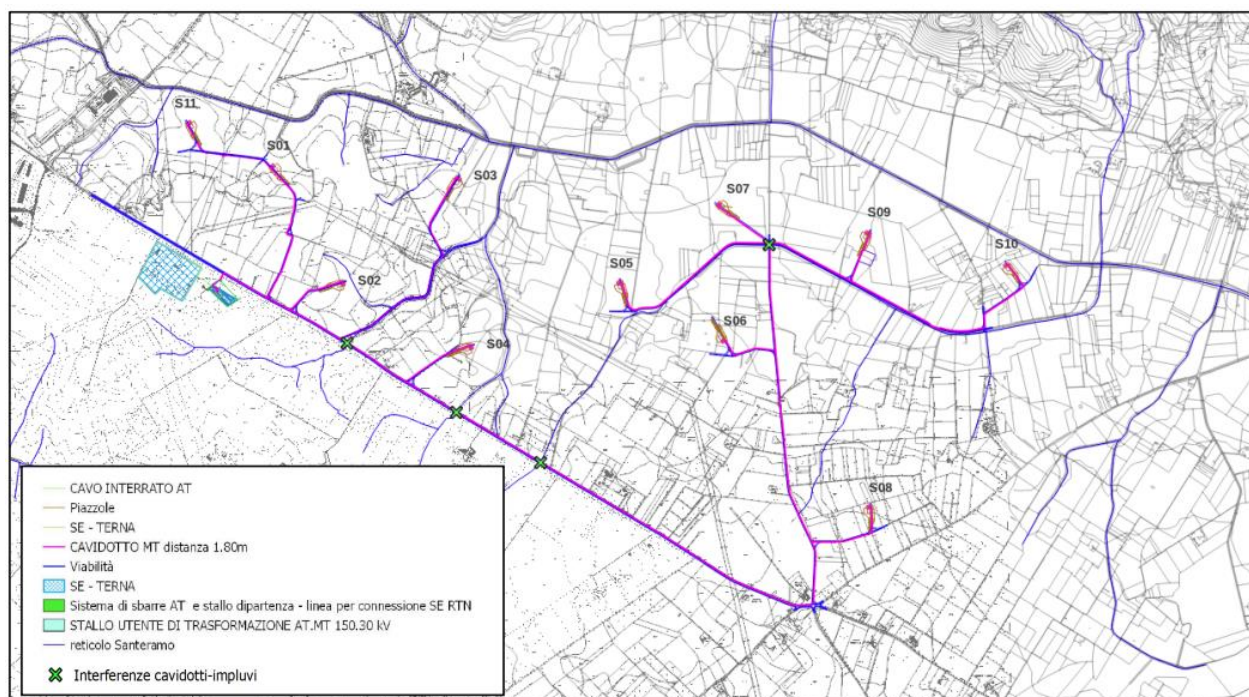 S11
S01
S03
S07
S09
S10
S05
S02
S06
S04
S08
CAVO INTERRATO AT
Piazzole
SE - TERNA
CAVIDOTTO MT distanza 1.80m
Viabilità
SE - TERNA
Sistema di sbarre AT e stallo dipartenza - linea per connessione SE RTN
STALLO UTENTE DI TRASFORMAZIONE AT.MT 150.30 kV
reticolo Santeramo
Interferenze cavidotti-impluvi